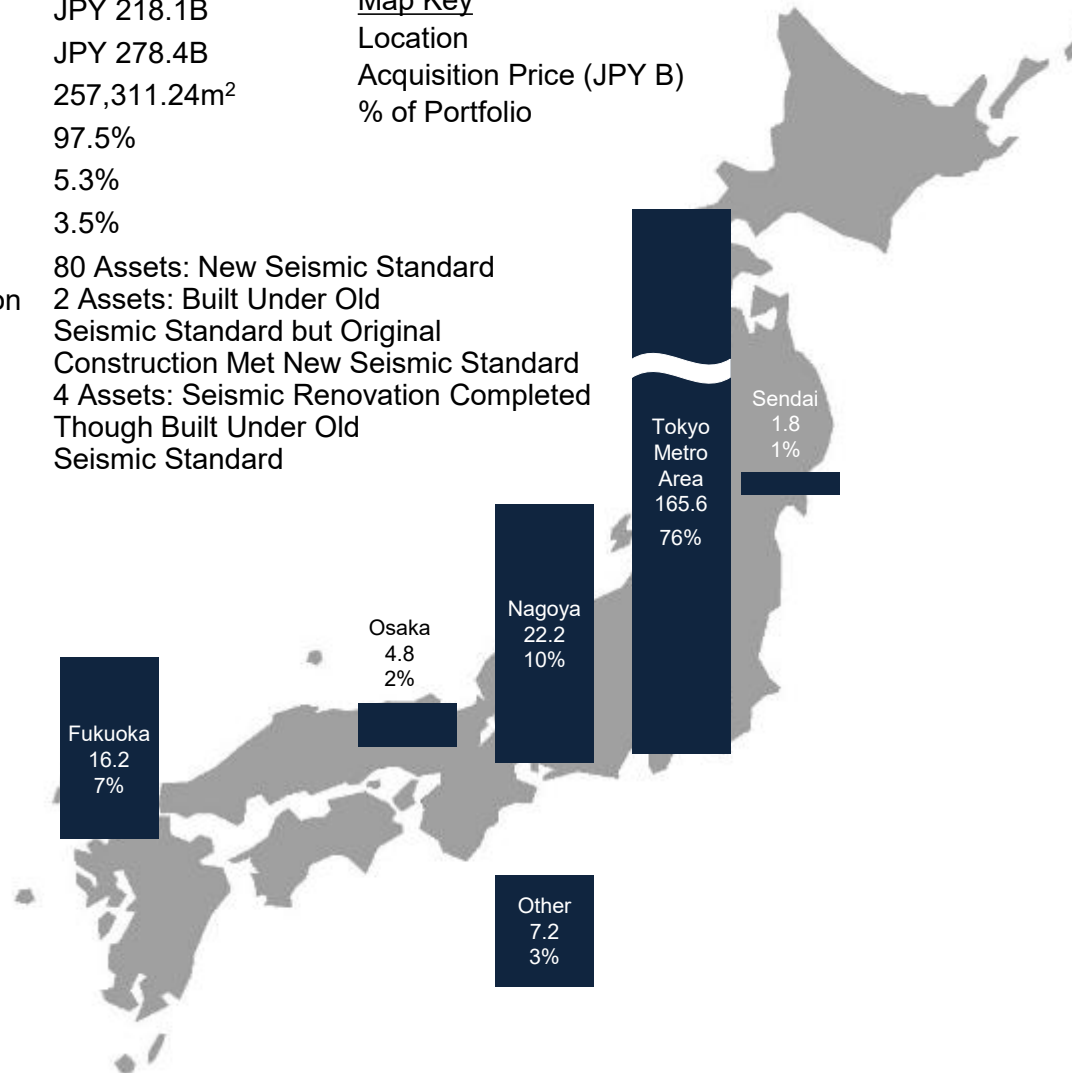 JPY 218.1B
JPY 278.4B
257,311.24m²
97.5%
5.3%
3.5%
80 Assets: New Seismic Standard
on
2 Assets: Built Under Old
Seismic Standard but Original
Construction Met New Seismic Standard
4 Assets: Seismic Renovation Completed
Though Built Under Old
Seismic Standard
Map Key
Location
Acquisition Price (JPY B)
% of Portfolio
Sendai
1.8
1%
Tokyo
Metro
Area
165.6
76%
Nagoya
22.2
10%
Osaka
4.8
2%
Fukuoka
16.2
7%
Other
7.2
3%